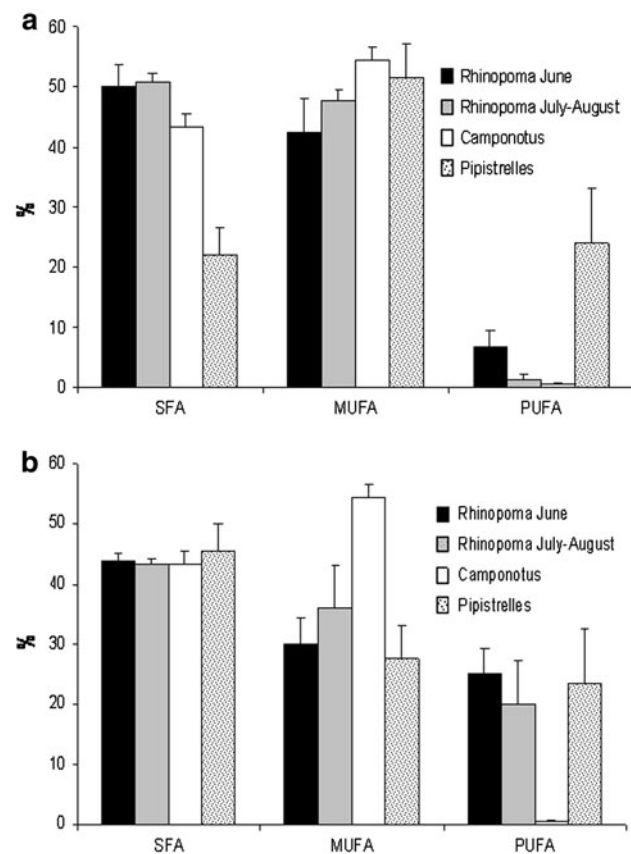 a
60
50
40
30
20
10
0
%
Rhinopoma June
Rhinopoma July-August
Camponotus
Pipistrelles
SFA MUFA PUFA
b
60
50
40
30
20
10
0
%
Rhinopoma June
Rhinopoma July-August
Camponotus
Pipistrelles
SFA MUFA PUFA